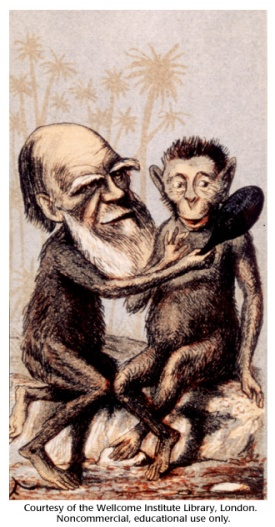 Courtesy of the Wellcome Institute Library, London.
Noncommercial, educational use only.